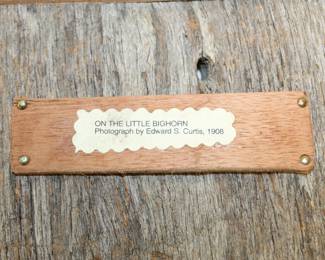 ON THE LITTLE BIGHORN
Photograph by Edward S. Curtis, 1908